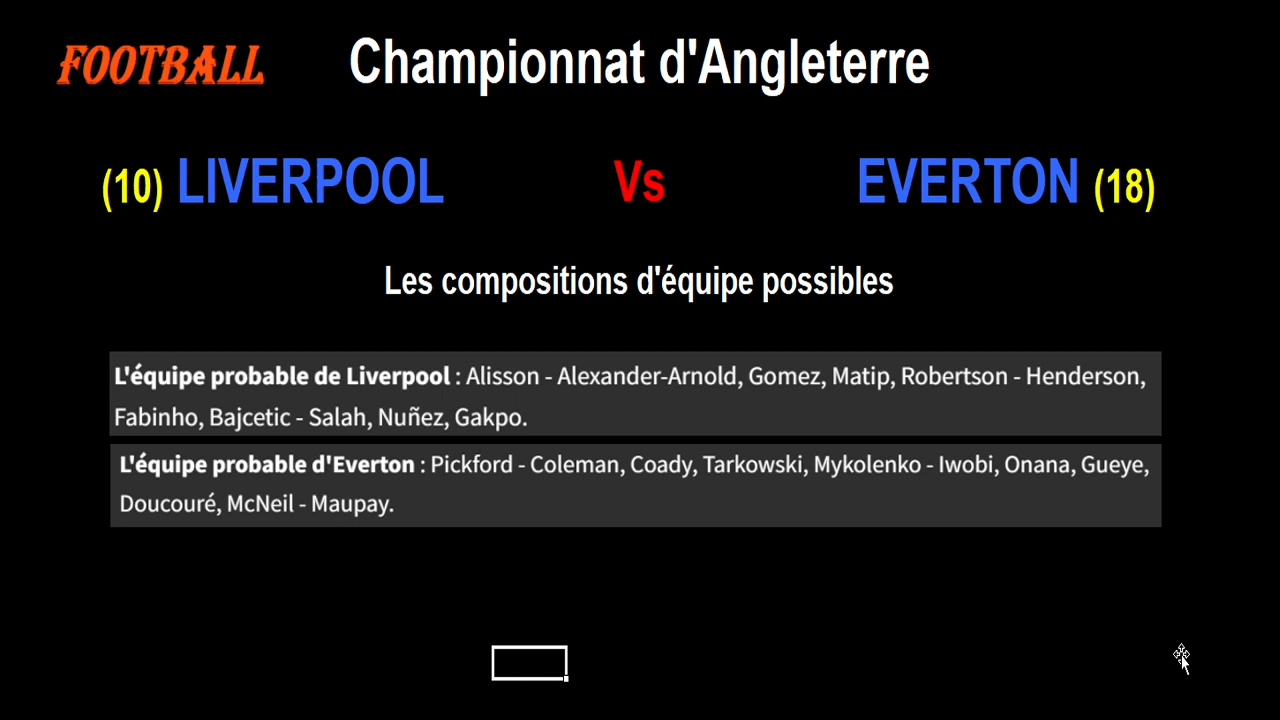 FOOTBALL Championnat d'Angleterre
(10) LIVERPOOL Vs EVERTON (18)
Les compositions d'équipe possibles
L'équipe probable de Liverpool : Alisson - Alexander-Arnold, Gomez, Matip, Robertson - Henderson,
Fabinho, Bajcetic - Salah, Nuñez, Gakpo.
L'équipe probable d'Everton : Pickford - Coleman, Coady, Tarkowski, Mykolenko - Iwobi, Onana, Gueye,
Doucouré, McNeil - Maupay.